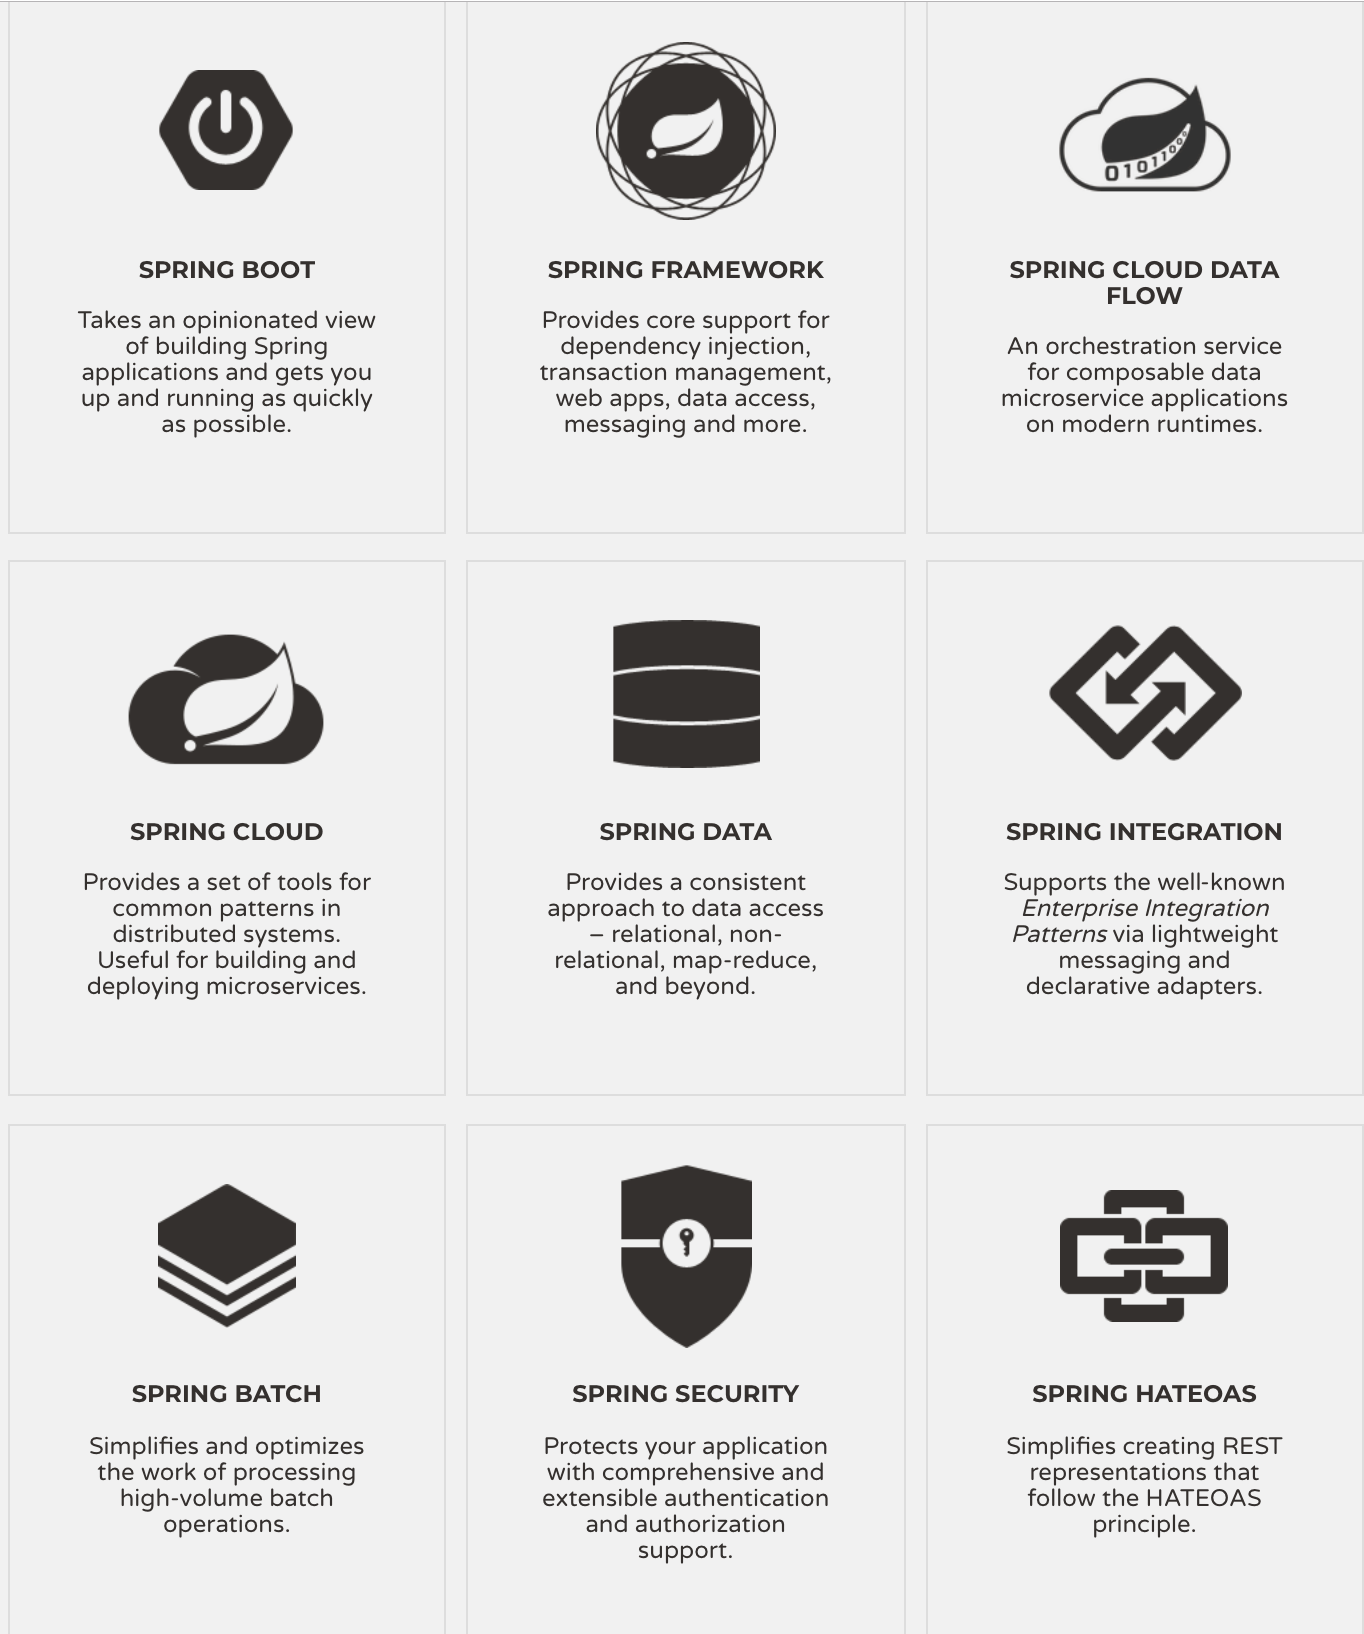 SPRING BOOT
Takes an opinionated view
of building Spring
applications and gets you
up and running as quickly
as possible.
SPRING FRAMEWORK
Provides core support for
dependency injection,
transaction management,
web apps, data access,
messaging and more.
01011000
SPRING CLOUD DATA
FLOW
An orchestration service
for composable data
microservice applications
on modern runtimes.
SPRING CLOUD
Provides a set of tools for
common patterns in
distributed systems.
Useful for building and
deploying microservices.
SPRING DATA
Provides a consistent
approach to data access
– relational, non-
relational, map-reduce,
and beyond.
SPRING INTEGRATION
Supports the well-known
Enterprise Integration
Patterns via lightweight
messaging and
declarative adapters.
SPRING BATCH
Simplifies and optimizes
the work of processing
high-volume batch
operations.
SPRING SECURITY
Protects your application
with comprehensive and
extensible authentication
and authorization
support.
SPRING HATEOAS
Simplifies creating REST
representations that
follow the HATEOAS
principle.